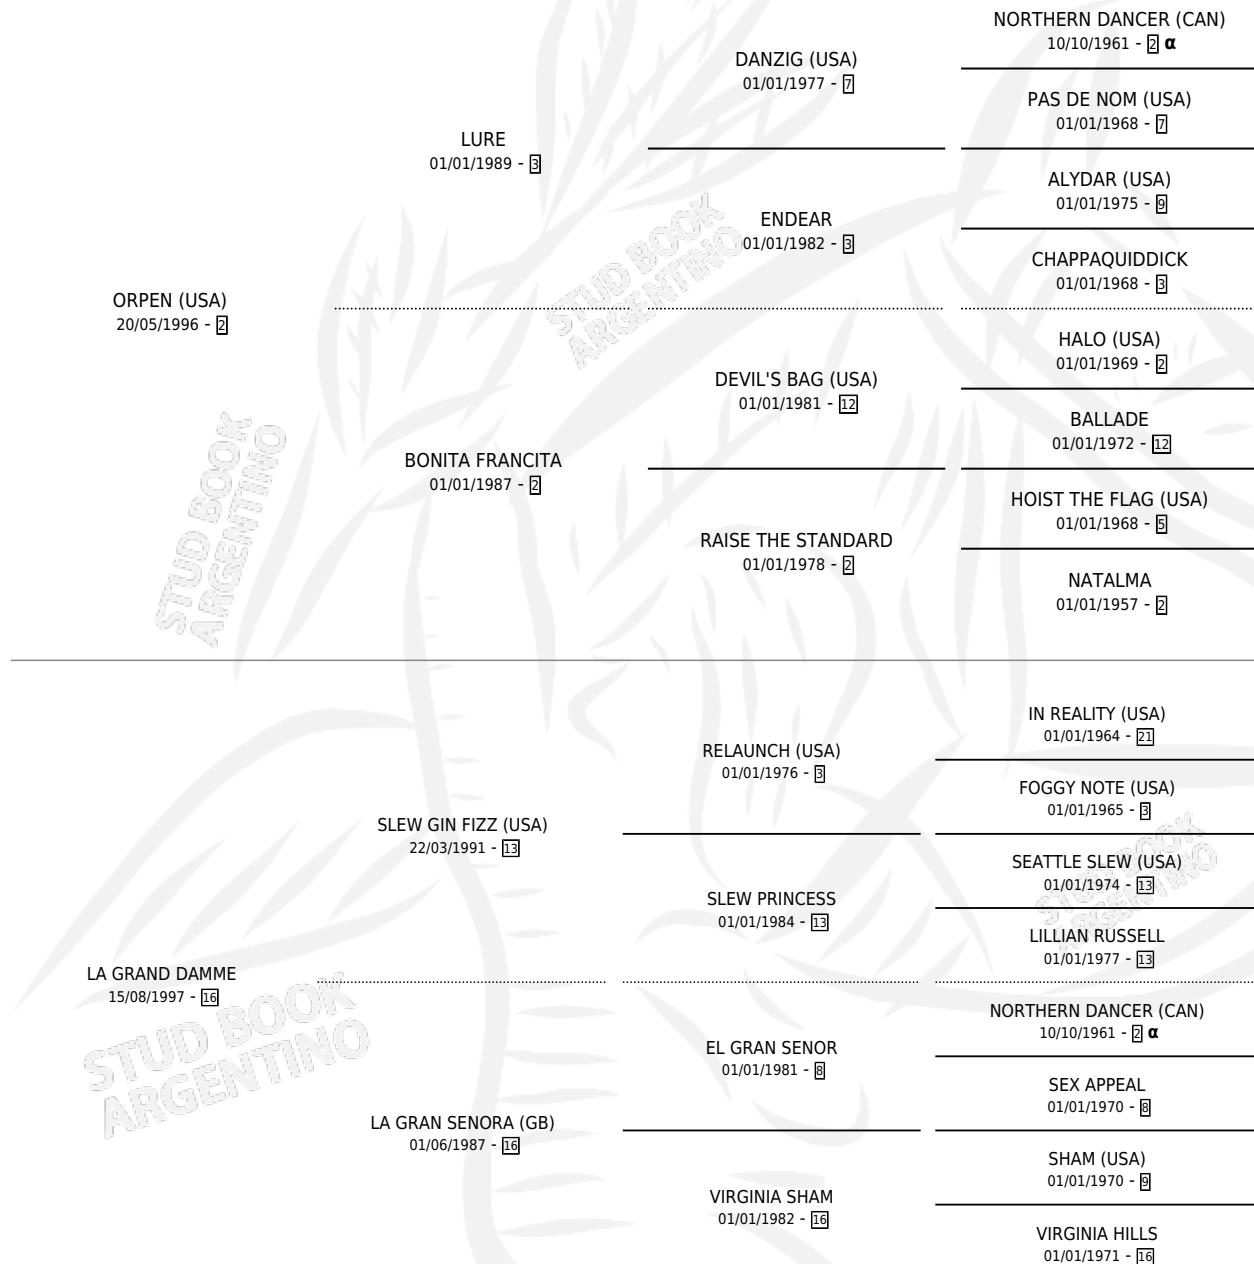 NORTHERN DANCER (CAN)
10/10/1961 - 2 α
DANZIG (USA)
01/01/1977 - 7
PAS DE NOM (USA)
01/01/1968 - 7
LURE
01/01/1989 - 3
ALYDAR (USA)
01/01/1975 - 9
ENDEAR
01/01/1982 - 3
CHAPPAQUIDDICK
01/01/1968 - 3
ORPEN (USA)
20/05/1996 - 2
HALO (USA)
01/01/1969 - 2
DEVIL'S BAG (USA)
01/01/1981 - 12
BALLADE
01/01/1972 - 12
BONITA FRANCITA
01/01/1987 - 2
HOIST THE FLAG (USA)
01/01/1968 - 5
RAISE THE STANDARD
01/01/1978 - 2
NATALMA
01/01/1957 - 2
IN REALITY (USA)
01/01/1964 - 21
RELAUNCH (USA)
01/01/1976 - 3
FOGGY NOTE (USA)
01/01/1965 - 3
SLEW GIN FIZZ (USA)
22/03/1991 - 13
SEATTLE SLEW (USA)
01/01/1974 - 13
SLEW PRINCESS
01/01/1984 - 13
LILLIAN RUSSELL
01/01/1977 - 13
LA GRAND DAMME
15/08/1997 - 16
NORTHERN DANCER (CAN)
10/10/1961 - 2 α
EL GRAN SENOR
01/01/1981 - 8
SEX APPEAL
01/01/1970 - 8
LA GRAN SENORA (GB)
01/06/1987 - 16
SHAM (USA)
01/01/1970 - 9
VIRGINIA SHAM
01/01/1982 - 16
VIRGINIA HILLS
01/01/1971 - 16
STUD BOOK
ARGENTINO
STUD BOOK
ARGENTINO
STUD BOOK
ARGENTINO
STUD BOOK
ARGENTINO